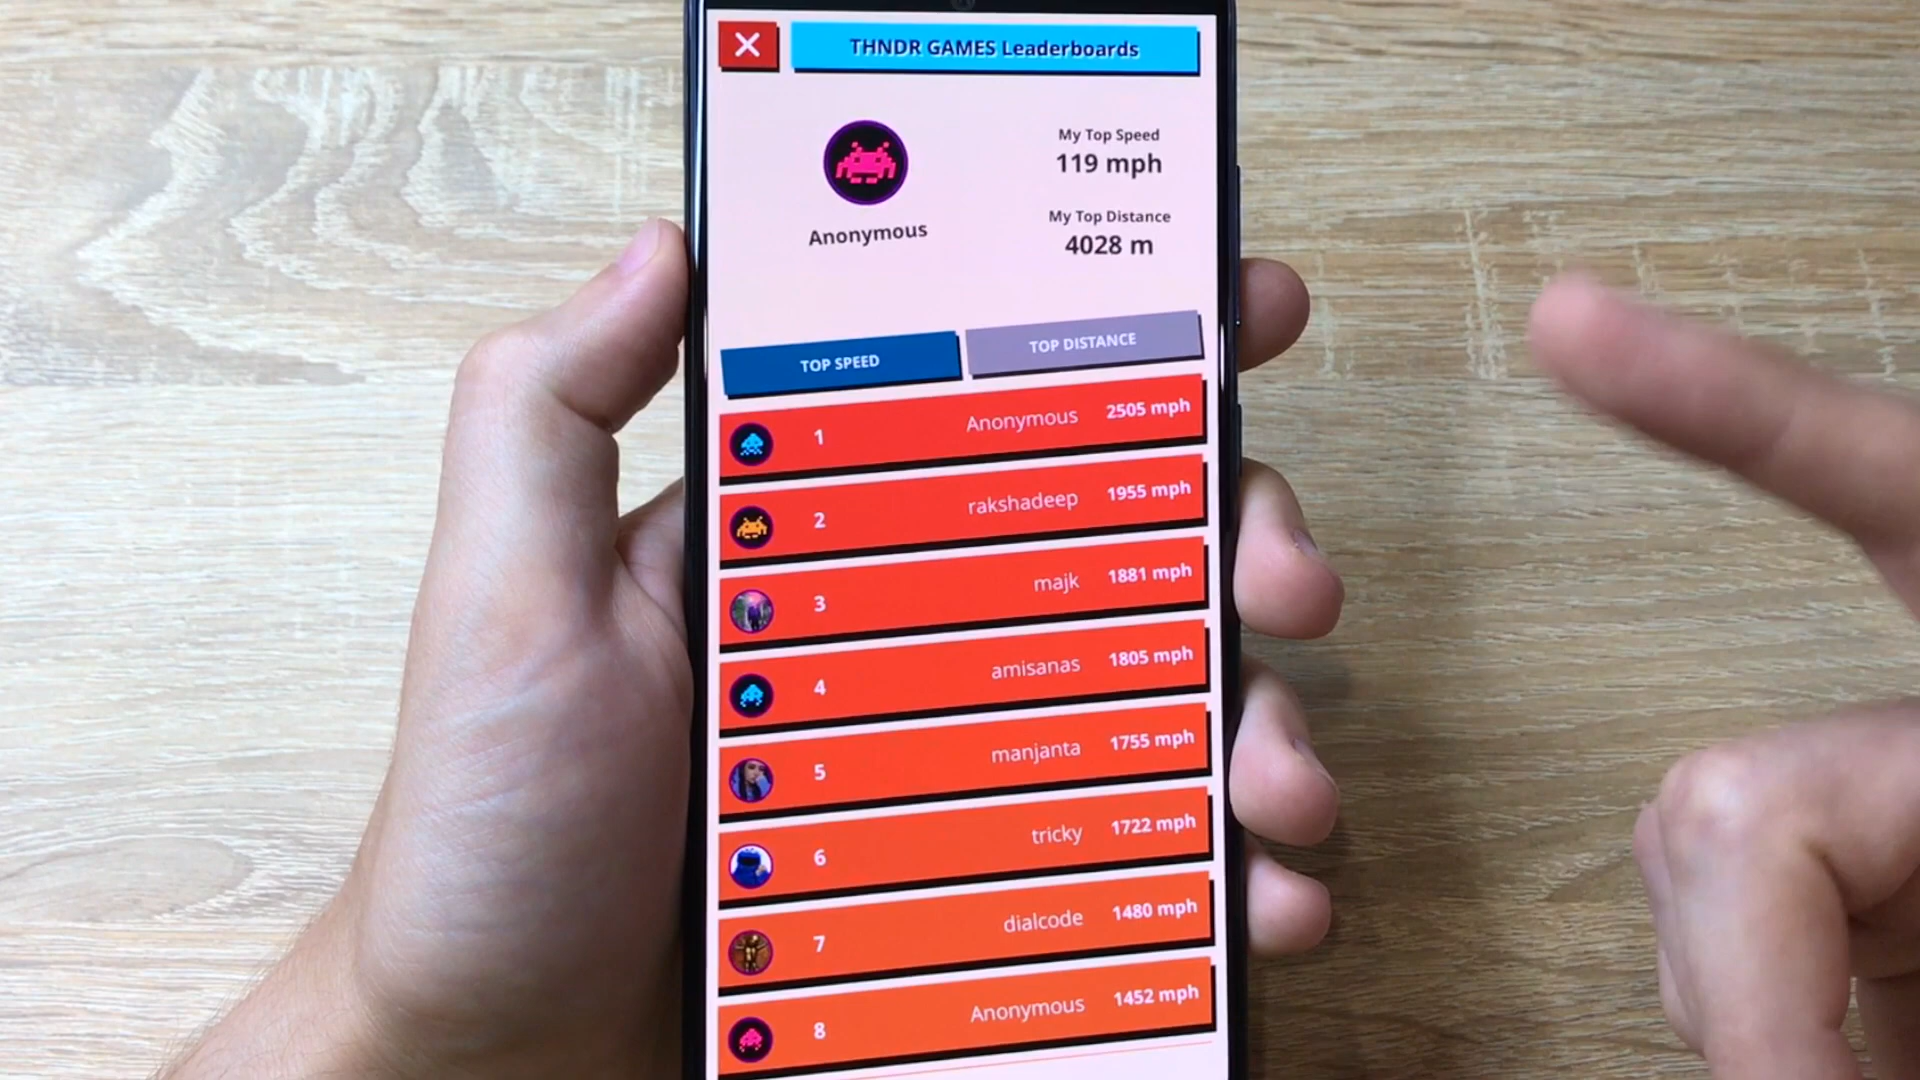 THNDR GAMES Leaderboards
My Top Speed
119 mph
My Top Distance
4028 m
Anonymous
TOP SPEED
TOP DISTANCE
1 Anonymous 2505 mph
2 rakshadeep 1955 mph
3 majk 1881 mph
4 amisanas 1805 mph
5 manjanta 1755 mph
6 tricky 1722 mph
7 dialcode 1480 mph
8 Anonymous 1452 mph